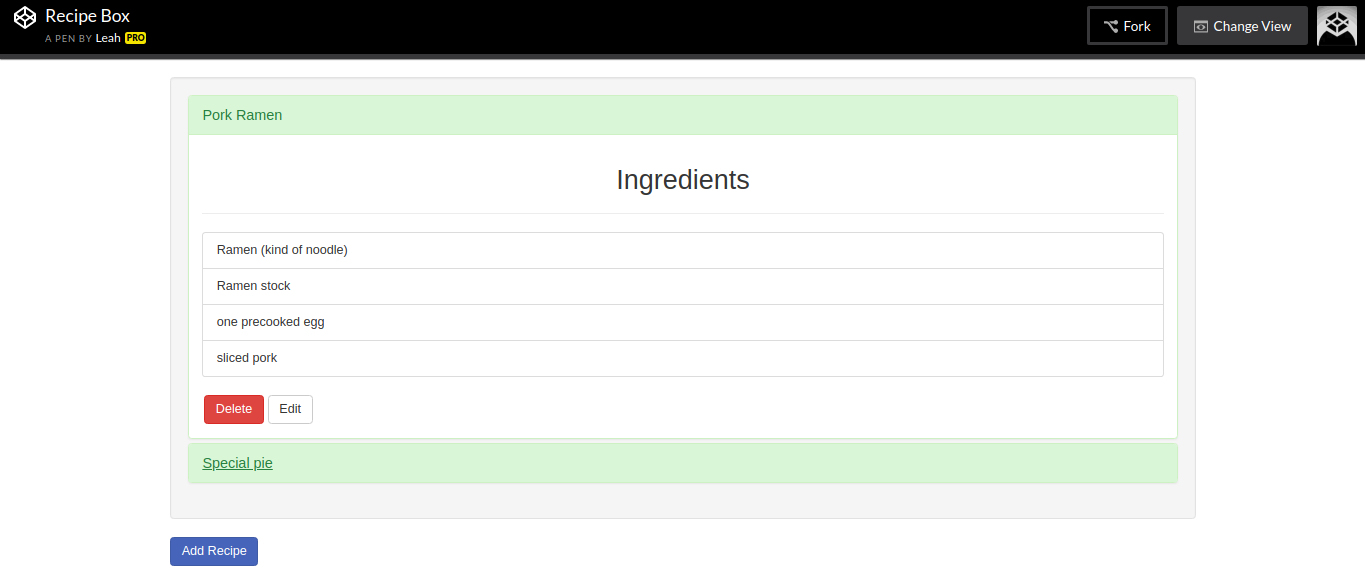 Recipe Box
A PEN BY Leah PRO
Fork
Change View
Pork Ramen
Ingredients
Ramen (kind of noodle)
Ramen stock
one precooked egg
sliced pork
Delete Edit
Special pie
Add Recipe